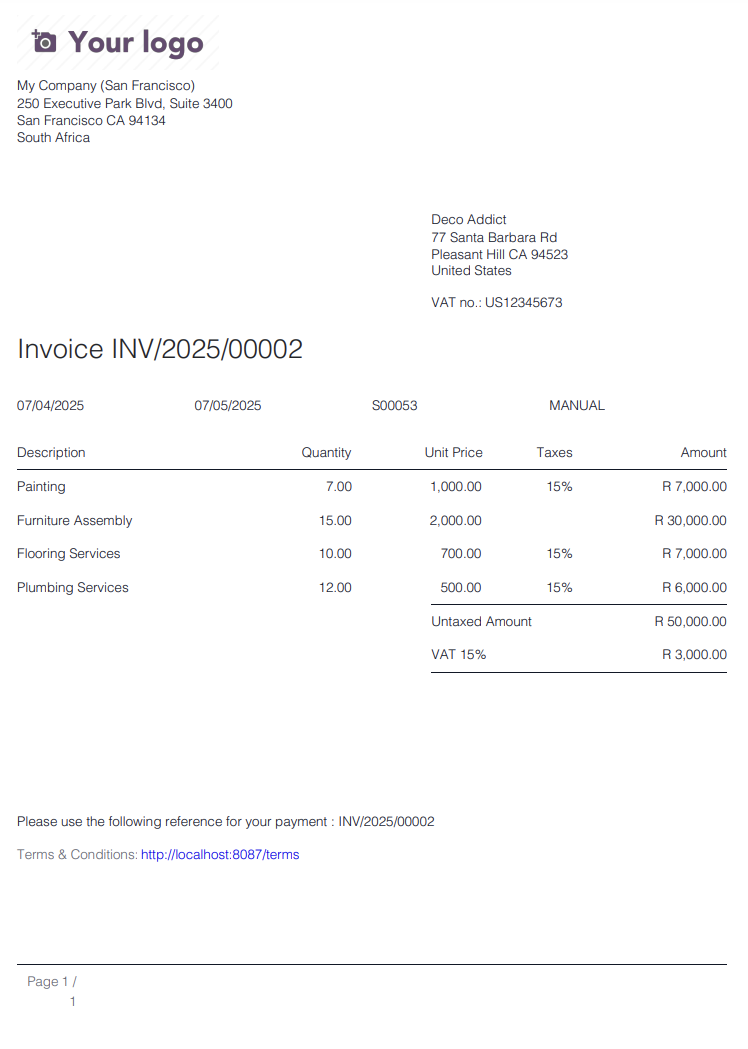 Your logo
My Company (San Francisco)
250 Executive Park Blvd, Suite 3400
San Francisco CA 94134
South Africa
Deco Addict
77 Santa Barbara Rd
Pleasant Hill CA 94523
United States
VAT no.: US12345673
Invoice INV/2025/00002
07/04/2025 07/05/2025 S00053 MANUAL
Description Quantity Unit Price Taxes Amount
Painting 7.00 1,000.00 15% R 7,000.00
Furniture Assembly 15.00 2,000.00 R 30,000.00
Flooring Services 10.00 700.00 15% R 7,000.00
Plumbing Services 12.00 500.00 15% R 6,000.00
Untaxed Amount R 50,000.00
VAT 15% R 3,000.00
Please use the following reference for your payment : INV/2025/00002
Terms & Conditions: http://localhost:8087/terms
Page 1 /
1